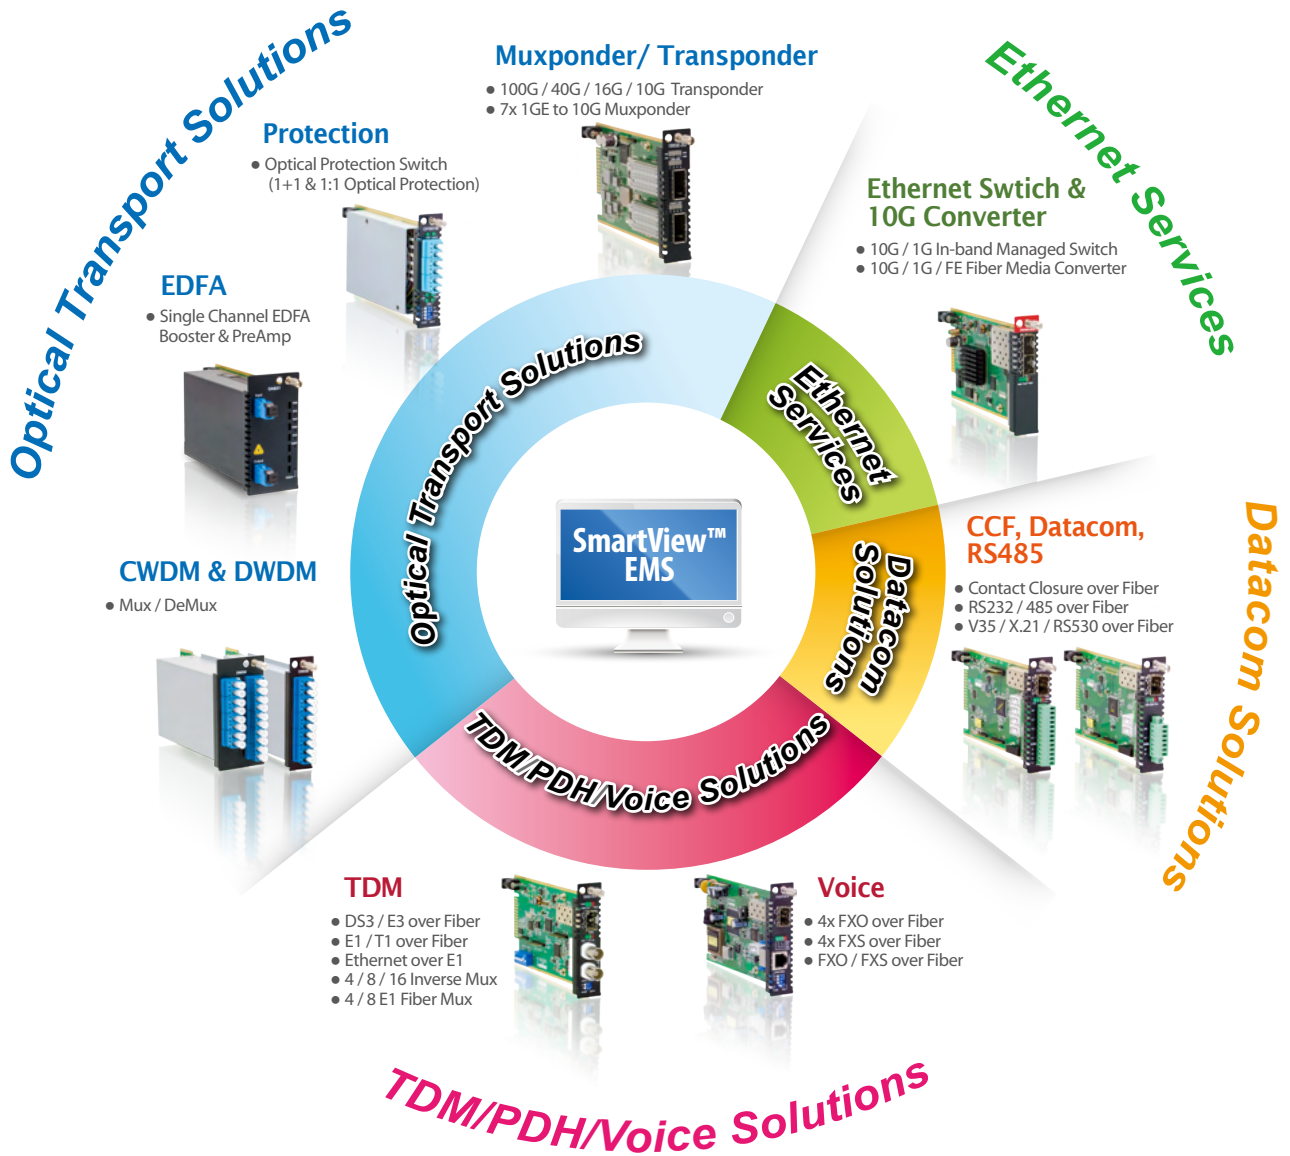 Optical Transport Solutions
Muxponder/ Transponder
● 100G / 40G / 16G / 10G Transponder
● 7x 1GE to 10G Muxponder
Protection
● Optical Protection Switch
(1+1 & 1:1 Optical Protection)
EDFA
● Single Channel EDFA
Booster & PreAmp
CWDM & DWDM
● Mux / DeMux
Ethernet Services
Ethernet Swtich &
10G Converter
● 10G / 1G In-band Managed Switch
● 10G / 1G / FE Fiber Media Converter
Optical Transport Solutions
Ethernet
Services
Datacom
Solutions
TDM/PDH/Voice Solutions
SmartView™
EMS
CCF, Datacom,
RS485
● Contact Closure over Fiber
● RS232 / 485 over Fiber
● V35 / X.21 / RS530 over Fiber
Datacom Solutions
TDM
● DS3 / E3 over Fiber
● E1 / T1 over Fiber
● Ethernet over E1
● 4 / 8 / 16 Inverse Mux
● 4 / 8 E1 Fiber Mux
Voice
● 4x FXO over Fiber
● 4x FXS over Fiber
● FXO / FXS over Fiber
TDM/PDH/Voice Solutions